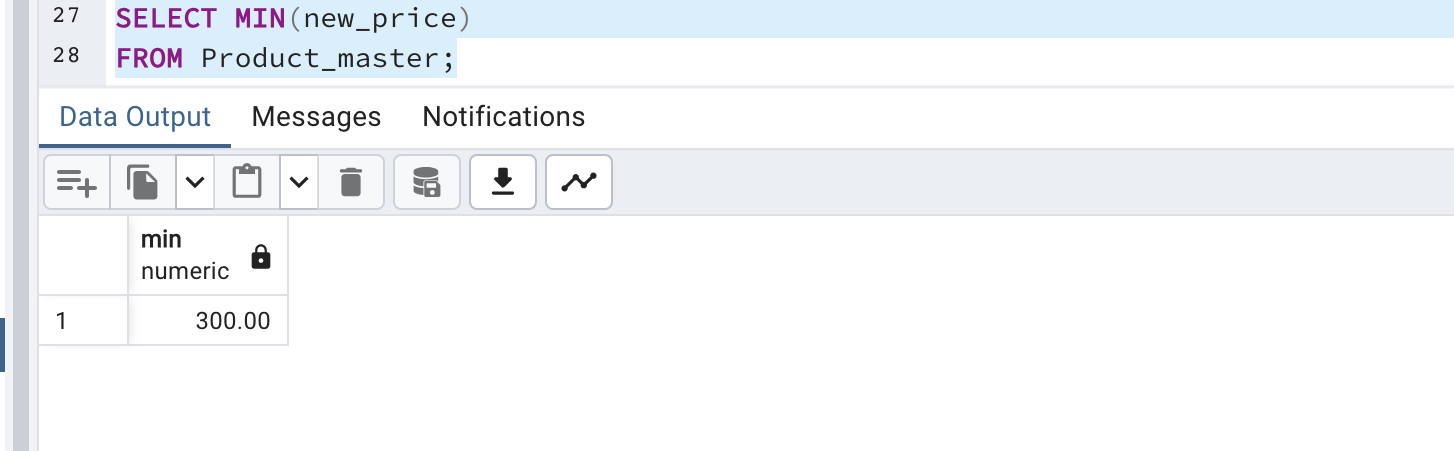 27 SELECT MIN(new_price)
28 FROM Product_master;
Data Output Messages Notifications
min
numeric
1 300.00